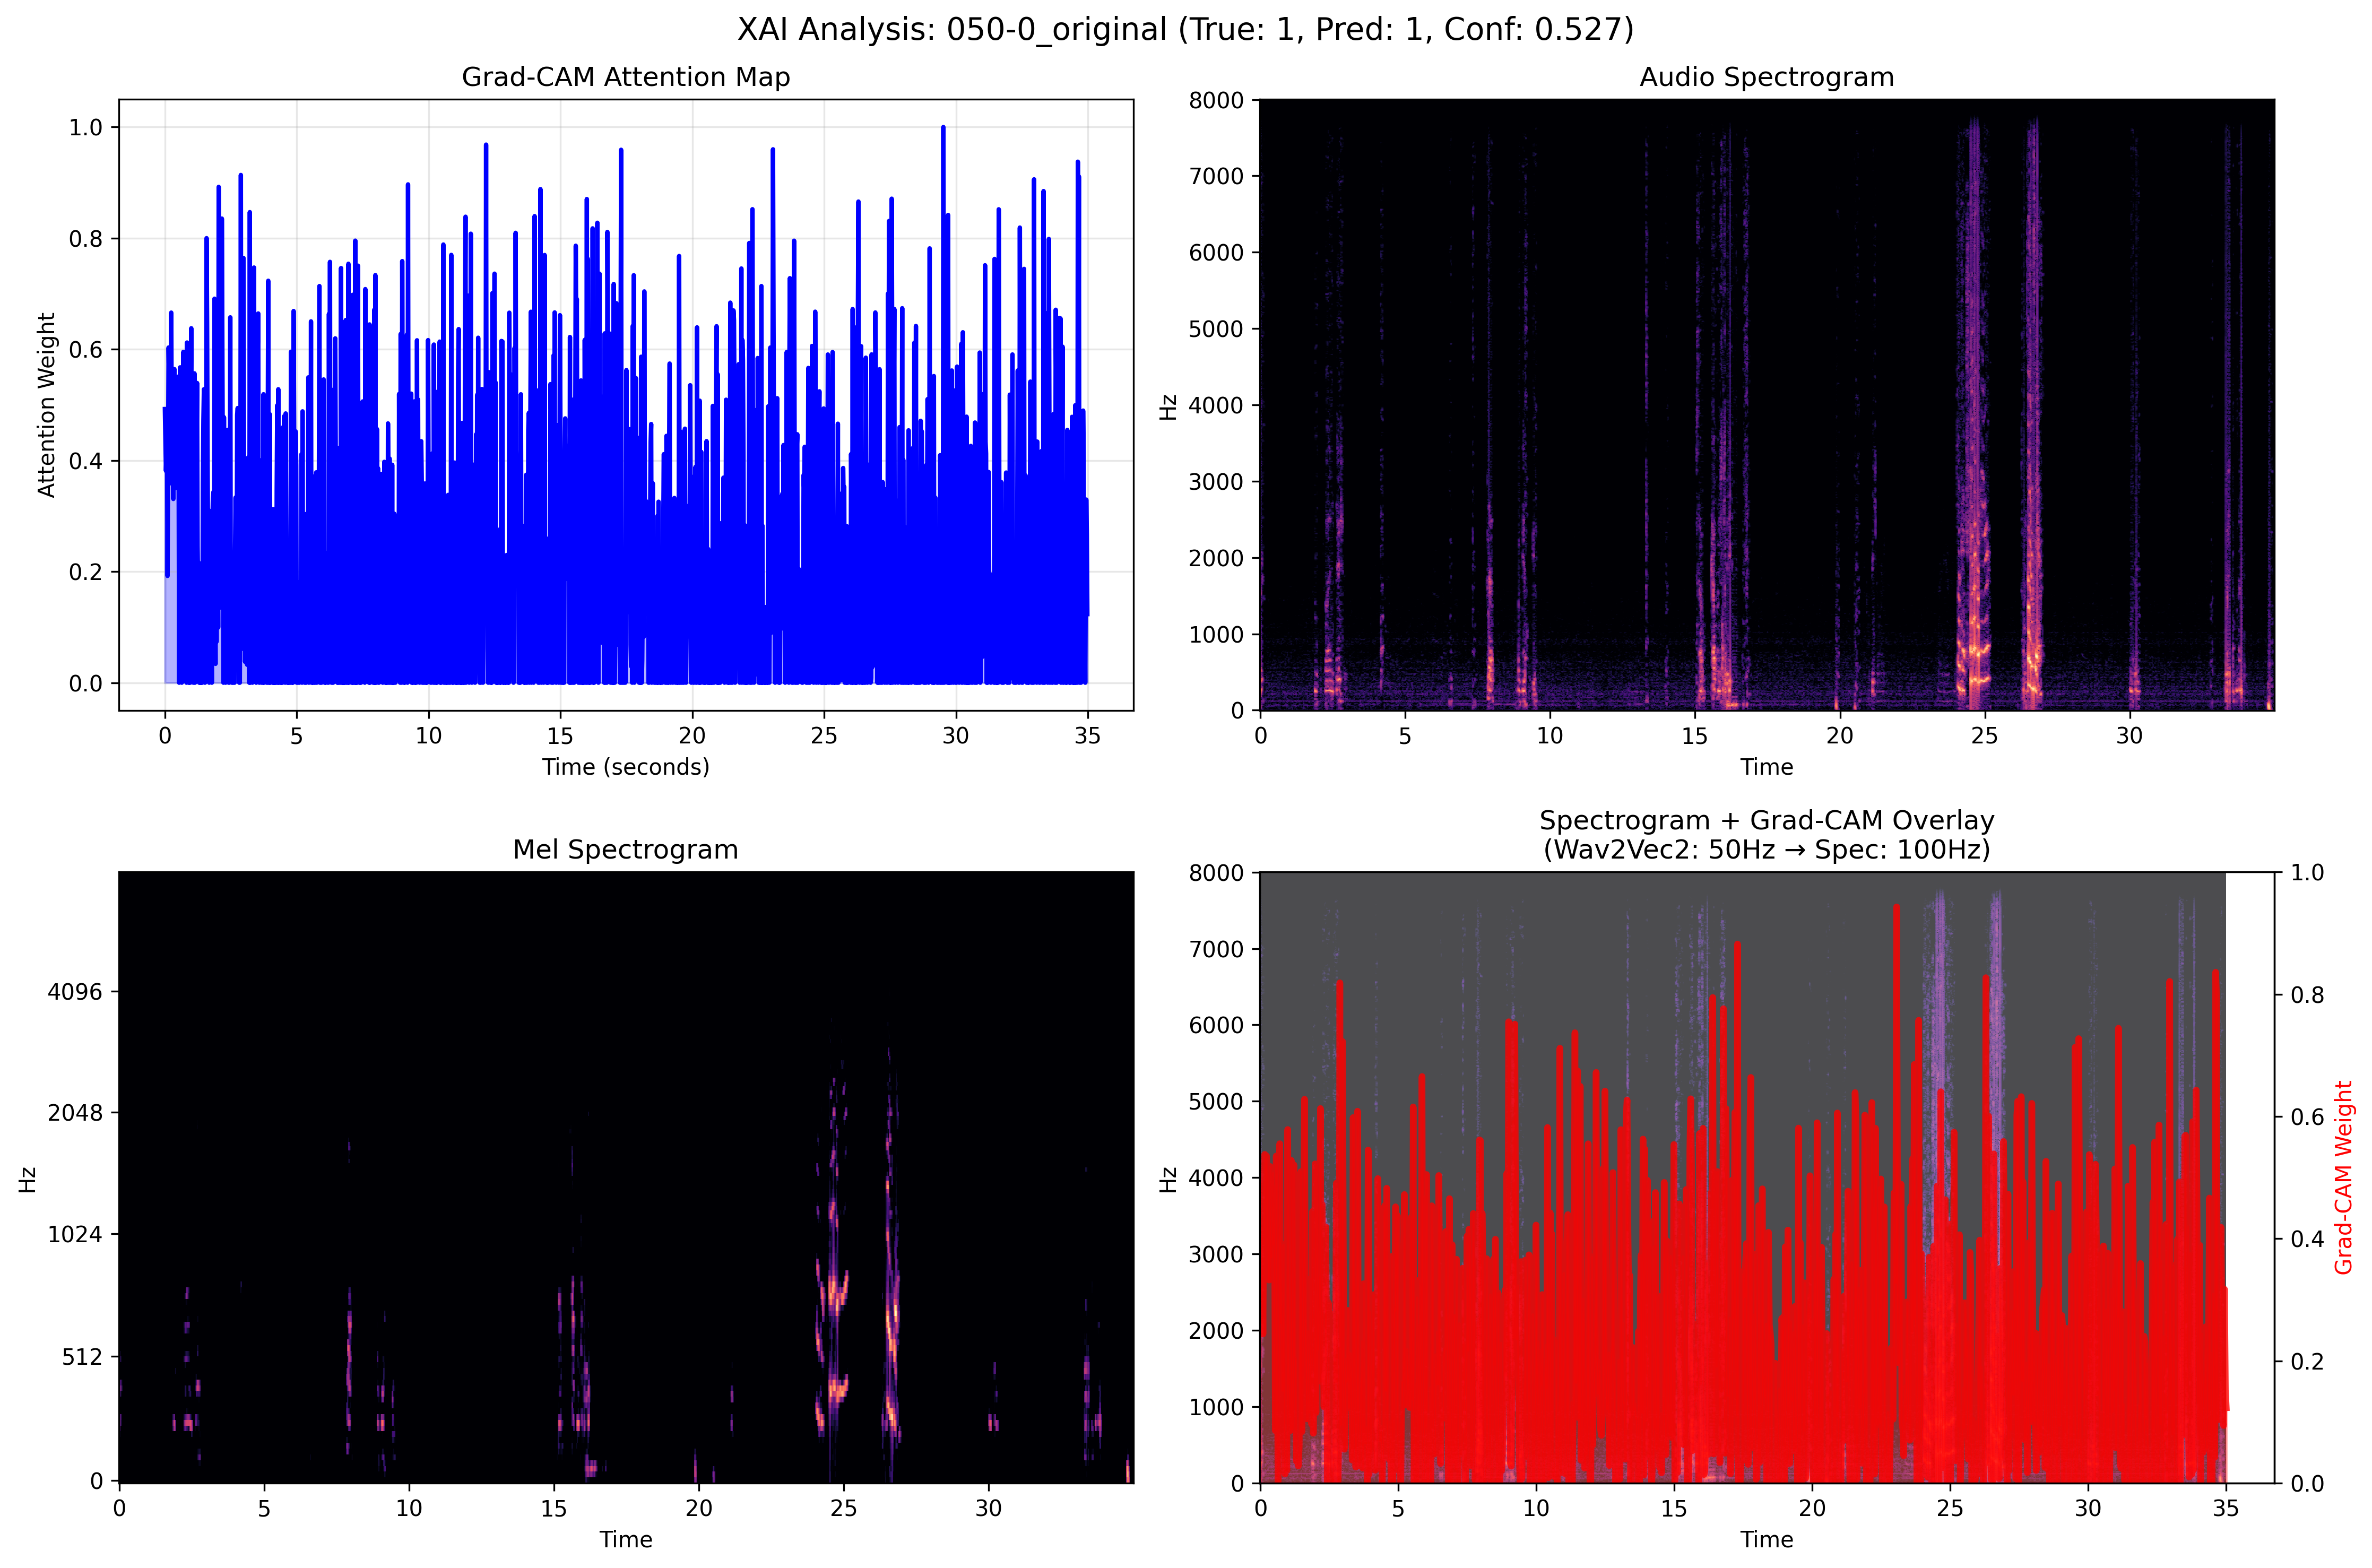 XAI Analysis: 050-0_original (True: 1, Pred: 1, Conf: 0.527)
Grad-CAM Attention Map
1.0
0.8
0.6
0.4
0.2
0.0
Attention Weight
0 5 10 15 20 25 30 35
Time (seconds)
Audio Spectrogram
8000
7000
6000
5000
4000
3000
2000
1000
0
Hz
0 5 10 15 20 25 30
Time
Mel Spectrogram
4096
2048
1024
512
0
Hz
0 5 10 15 20 25 30
Time
Spectrogram + Grad-CAM Overlay
(Wav2Vec2: 50Hz → Spec: 100Hz)
8000
7000
6000
5000
4000
3000
2000
1000
0
Hz
0 5 10 15 20 25 30 35
Time
1.0
0.8
0.6
0.4
0.2
0.0
Grad-CAM Weight